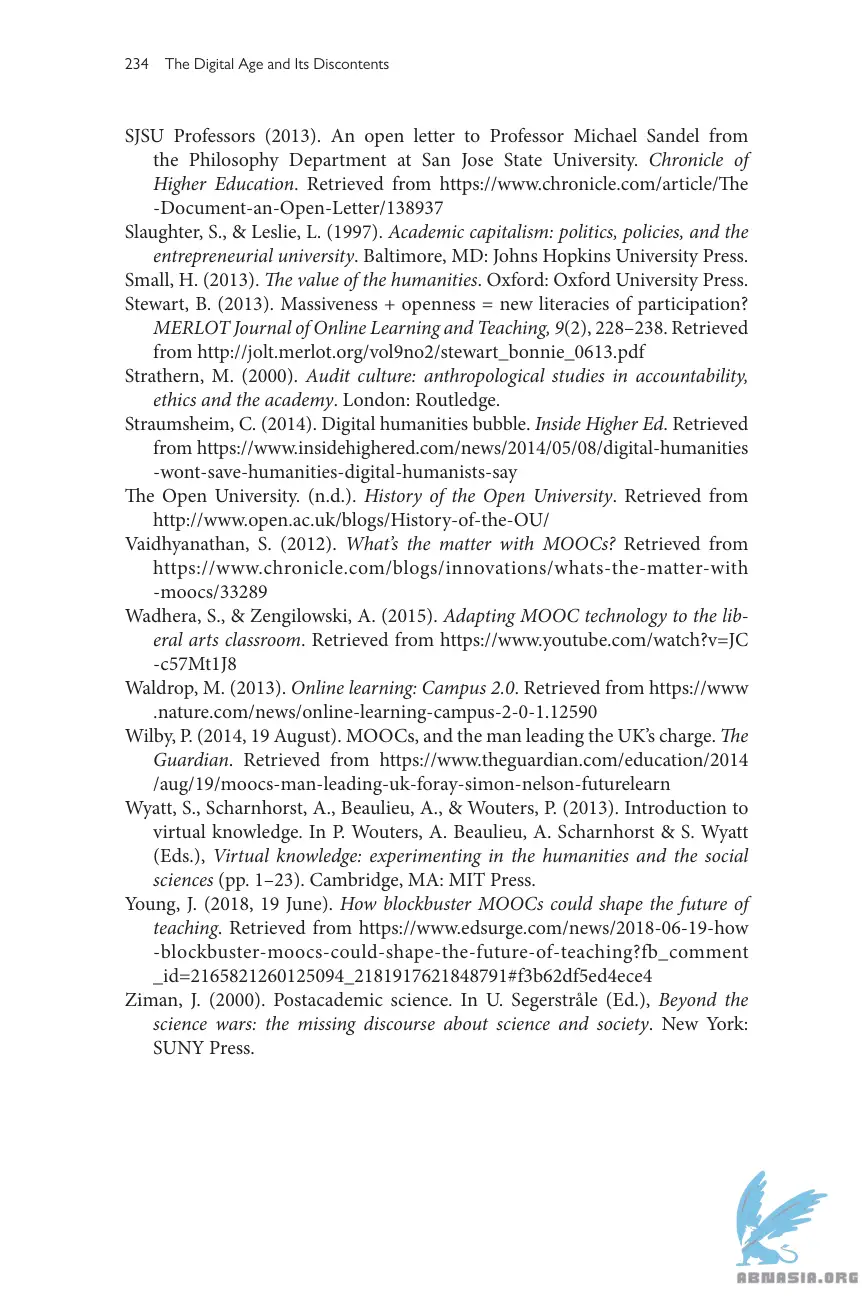 234 The Digital Age and Its Discontents
SJSU Professors (2013). An open letter to Professor Michael Sandel from
the Philosophy Department at San Jose State University. Chronicle of
Higher Education. Retrieved from https://www.chronicle.com/article/The
-Document-an-Open-Letter/138937
Slaughter, S., & Leslie, L. (1997). Academic capitalism: politics, policies, and the
entrepreneurial university. Baltimore, MD: Johns Hopkins University Press.
Small, H. (2013). The value of the humanities. Oxford: Oxford University Press.
Stewart, B. (2013). Massiveness + openness = new literacies of participation?
MERLOT Journal of Online Learning and Teaching, 9(2), 228–238. Retrieved
from http://jolt.merlot.org/vol9no2/stewart_bonnie_0613.pdf
Strathern, M. (2000). Audit culture: anthropological studies in accountability,
ethics and the academy. London: Routledge.
Straumsheim, C. (2014). Digital humanities bubble. Inside Higher Ed. Retrieved
from https://www.insidehighered.com/news/2014/05/08/digital-humanities
-wont-save-humanities-digital-humanists-say
The Open University. (n.d.). History of the Open University. Retrieved from
http://www.open.ac.uk/blogs/History-of-the-OU/
Vaidhyanathan, S. (2012). What’s the matter with MOOCs? Retrieved from
https://www.chronicle.com/blogs/innovations/whats-the-matter-with
-moocs/33289
Wadhera, S., & Zengilowski, A. (2015). Adapting MOOC technology to the lib-
eral arts classroom. Retrieved from https://www.youtube.com/watch?v=JC
-c57Mt1J8
Waldrop, M. (2013). Online learning: Campus 2.0. Retrieved from https://www
.nature.com/news/online-learning-campus-2-0-1.12590
Wilby, P. (2014, 19 August). MOOCs, and the man leading the UK’s charge. The
Guardian. Retrieved from https://www.theguardian.com/education/2014
/aug/19/moocs-man-leading-uk-foray-simon-nelson-futurelearn
Wyatt, S., Scharnhorst, A., Beaulieu, A., & Wouters, P. (2013). Introduction to
virtual knowledge. In P. Wouters, A. Beaulieu, A. Scharnhorst & S. Wyatt
(Eds.), Virtual knowledge: experimenting in the humanities and the social
sciences (pp. 1–23). Cambridge, MA: MIT Press.
Young, J. (2018, 19 June). How blockbuster MOOCs could shape the future of
teaching. Retrieved from https://www.edsurge.com/news/2018-06-19-how
-blockbuster-moocs-could-shape-the-future-of-teaching?fb_comment
_id=2165821260125094_2181917621848791#f3b62df5ed4ece4
Ziman, J. (2000). Postacademic science. In U. Segerstråle (Ed.), Beyond the
science wars: the missing discourse about science and society. New York:
SUNY Press.
ABNASIA.ORG